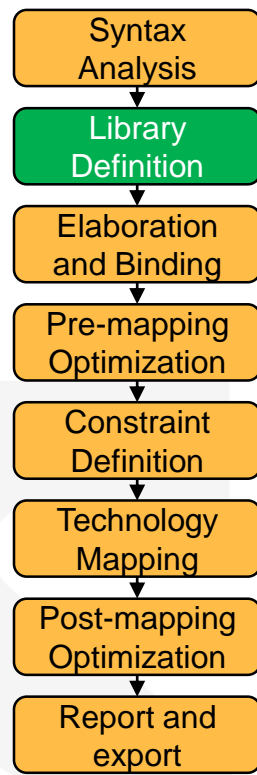 Syntax
Analysis
Library
Definition
Elaboration
and Binding
Pre-mapping
Optimization
Constraint
Definition
Technology
Mapping
Post-mapping
Optimization
Report and
export